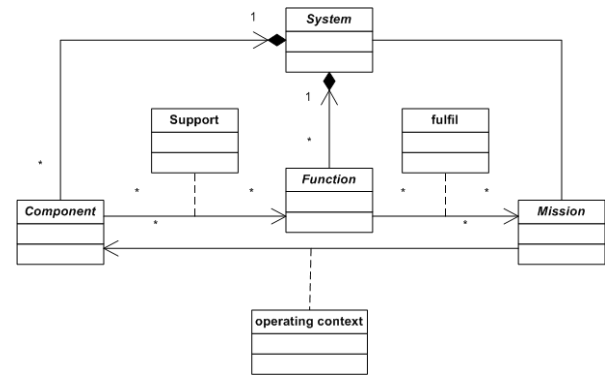 System
1
1
Support
fulfil
*
*
Function
*
*
*
*
*
Component
*
*
Mission
operating context